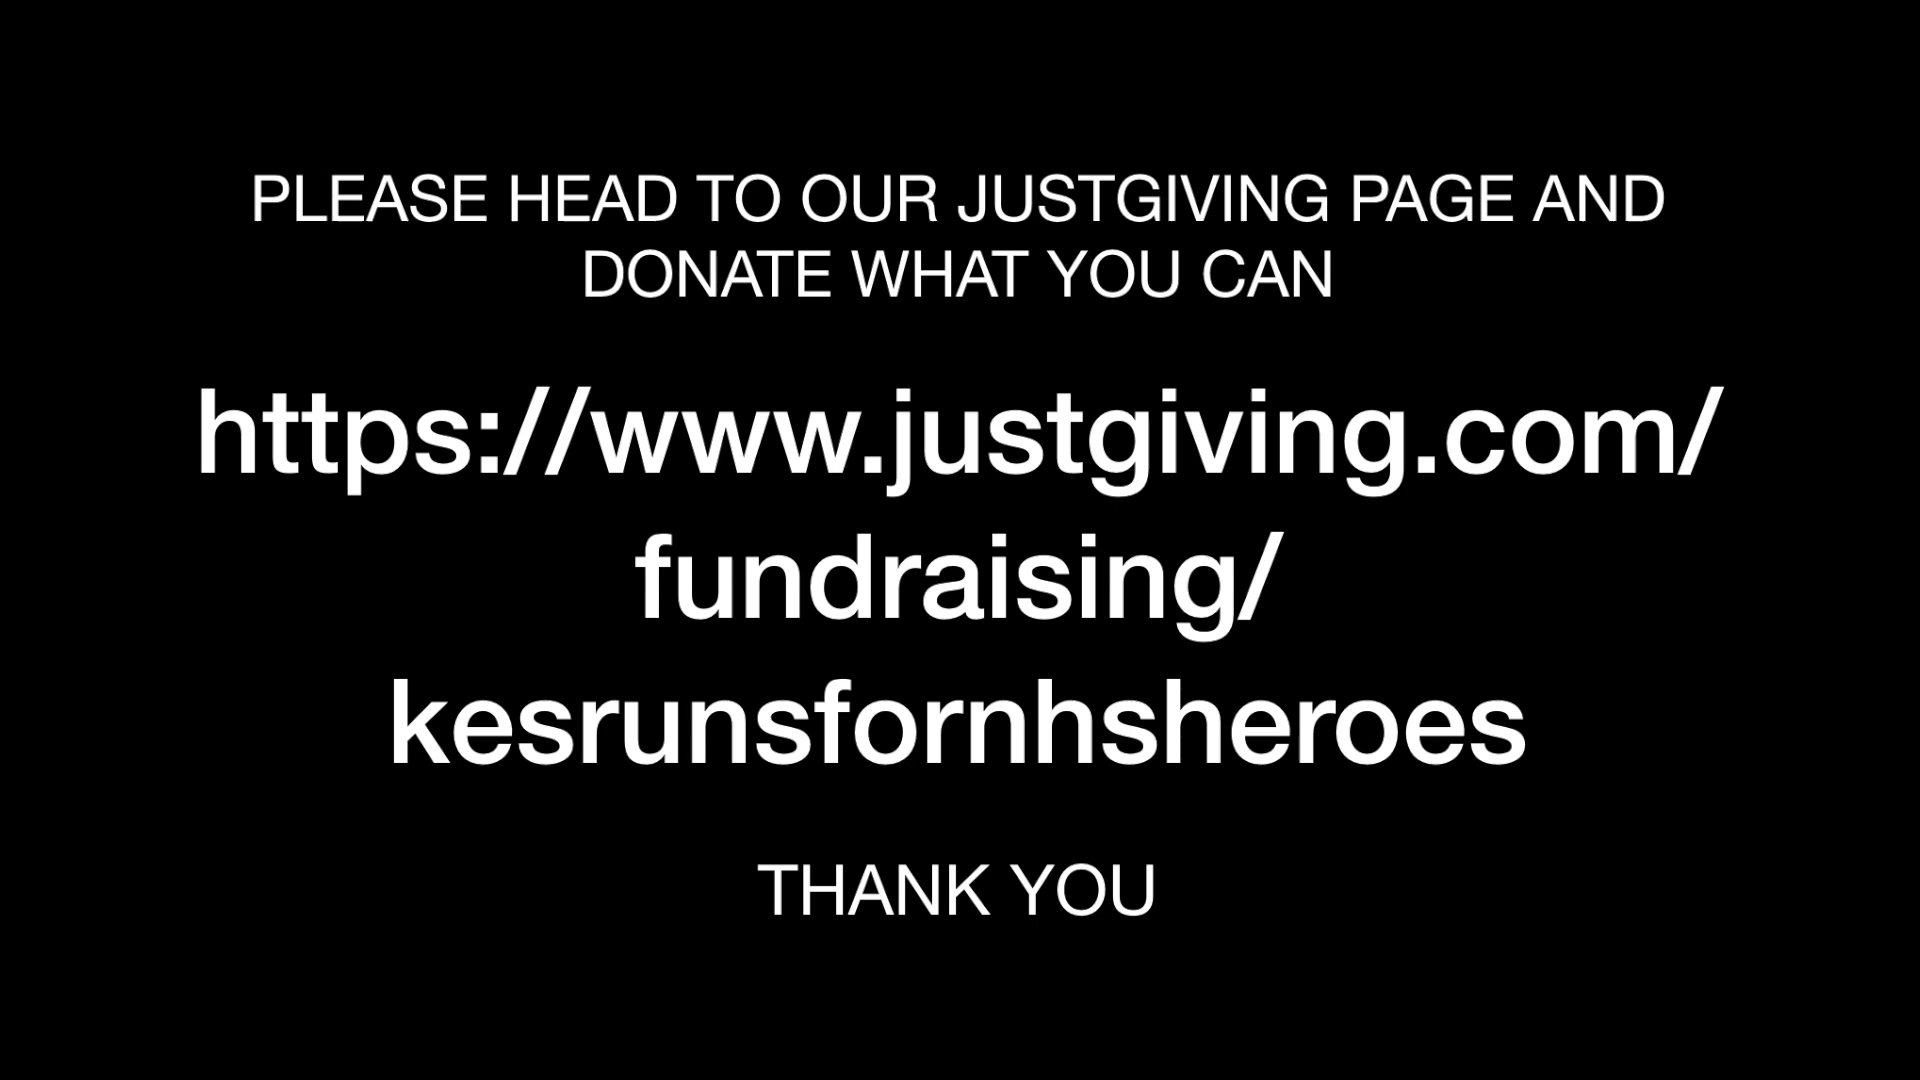 PLEASE HEAD TO OUR JUSTGIVING PAGE AND
DONATE WHAT YOU CAN
https://www.justgiving.com/
fundraising/
kesrunsfornhsheroes
THANK YOU